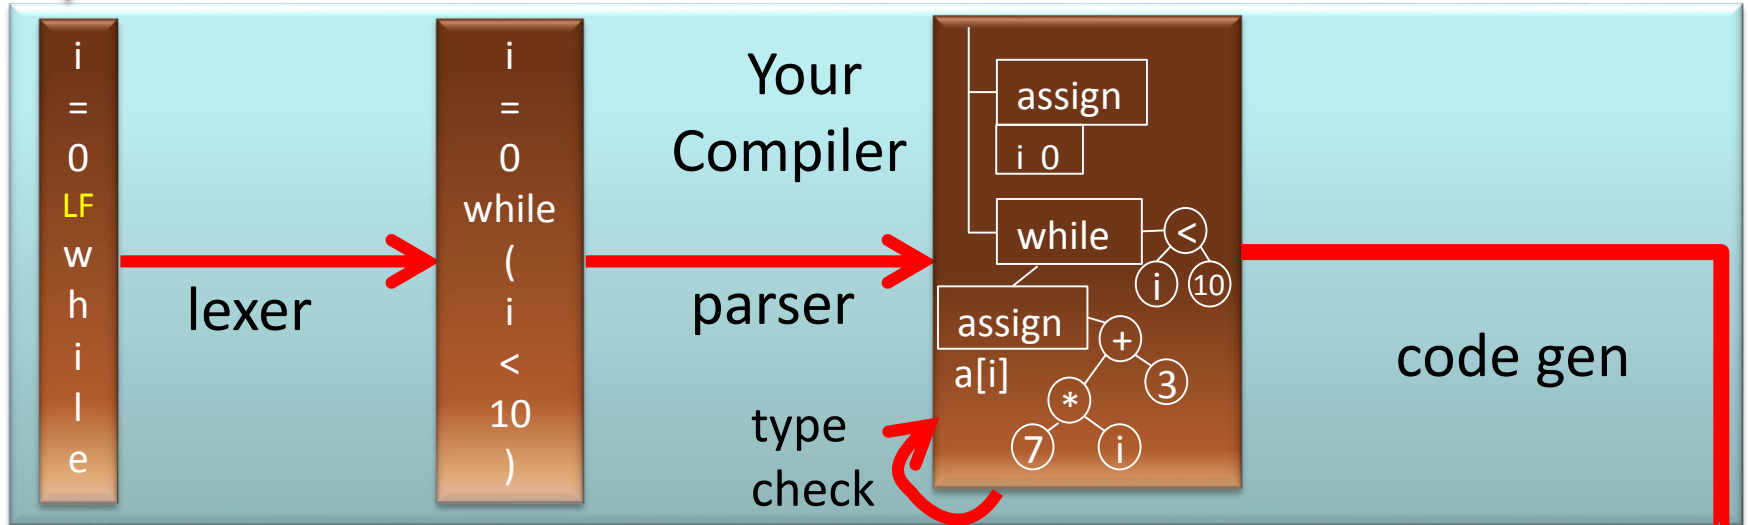 i
=
0
LF
w
h
i
l
e
lexer
i
=
0
while
(
i
<
10
)
Your
Compiler
parser
assign
i 0
while
<
i
10
assign
a[i]
+
3
*
7
i
type
check
code gen